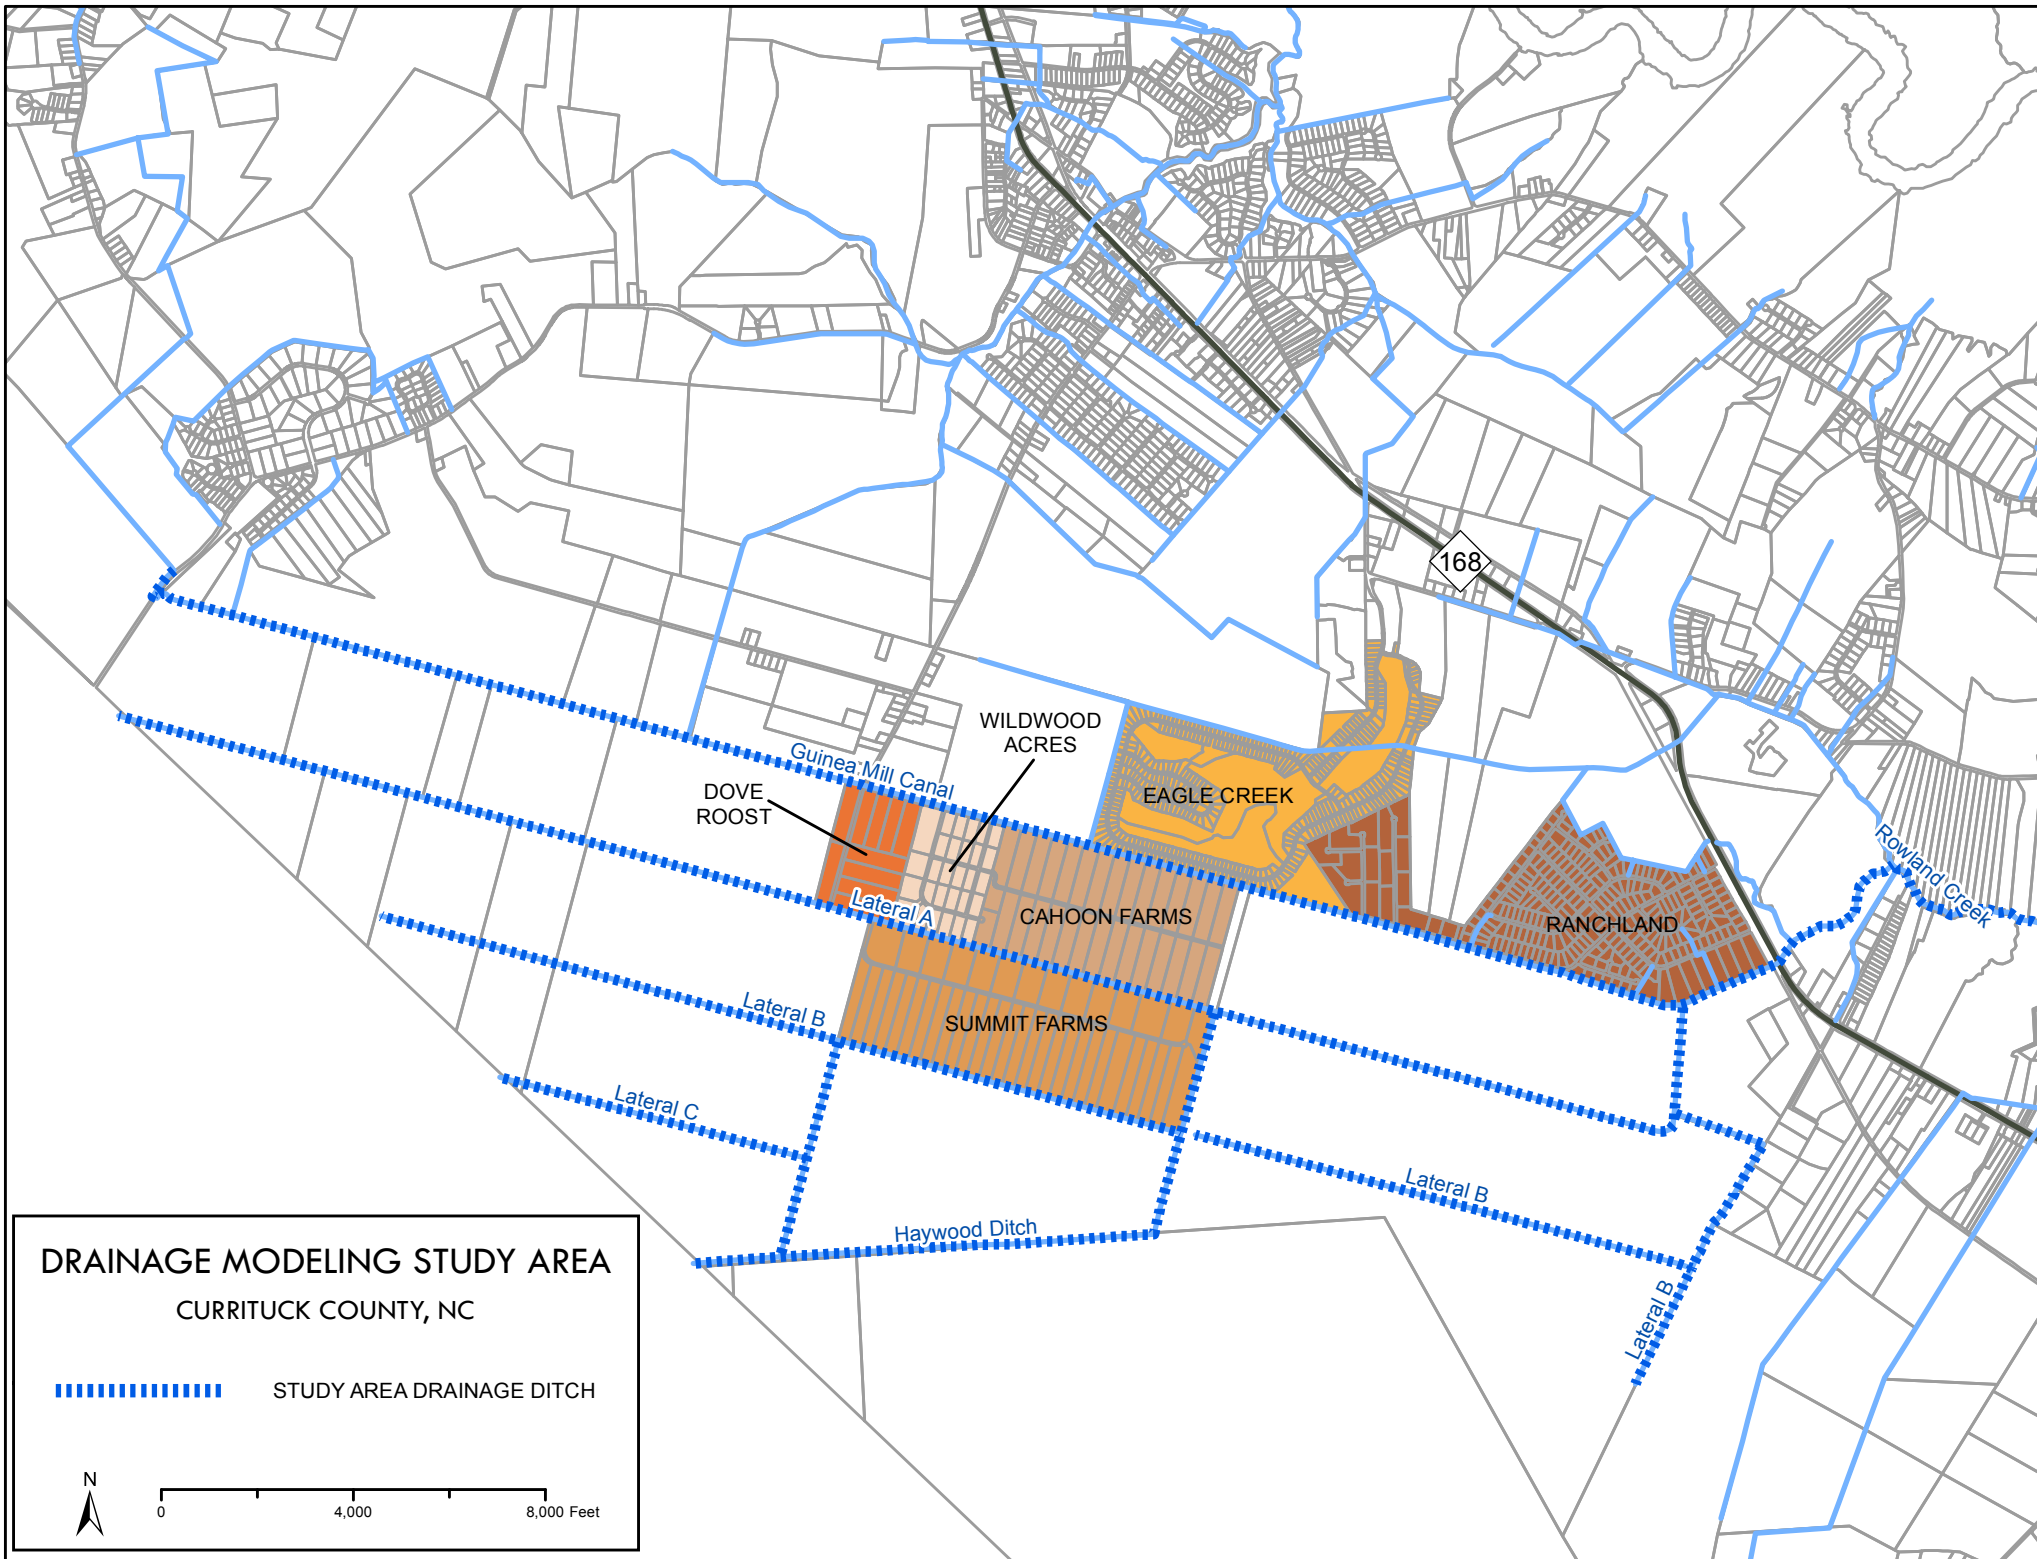 168
WILDWOOD
ACRES
Guinea Mill Canal
DOVE
ROOST
EAGLE CREEK
Rowland Creek
Lateral A
CAHOON FARMS
RANCHLAND
Lateral B
SUMMIT FARMS
Lateral C
Lateral B
Haywood Ditch
Lateral B
DRAINAGE MODELING STUDY AREA
CURRITUCK COUNTY, NC
STUDY AREA DRAINAGE DITCH
N
0
4,000
8,000 Feet